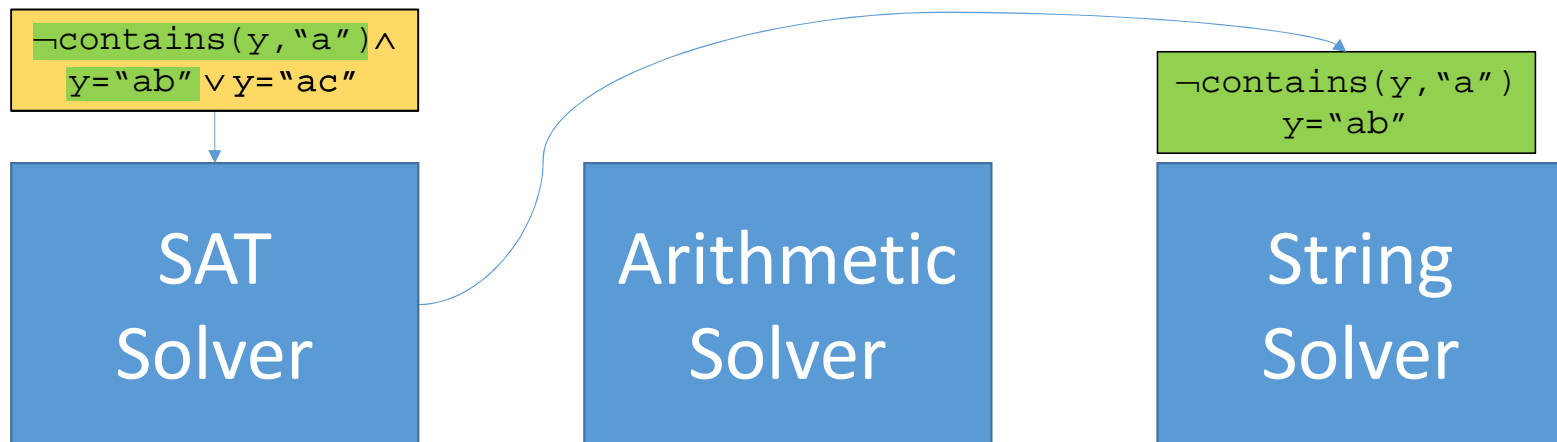 ¬contains(y,“a”)∧
y=“ab”∨y=“ac”
¬contains(y,“a”)
y=“ab”
SAT
Solver
Arithmetic
Solver
String
Solver